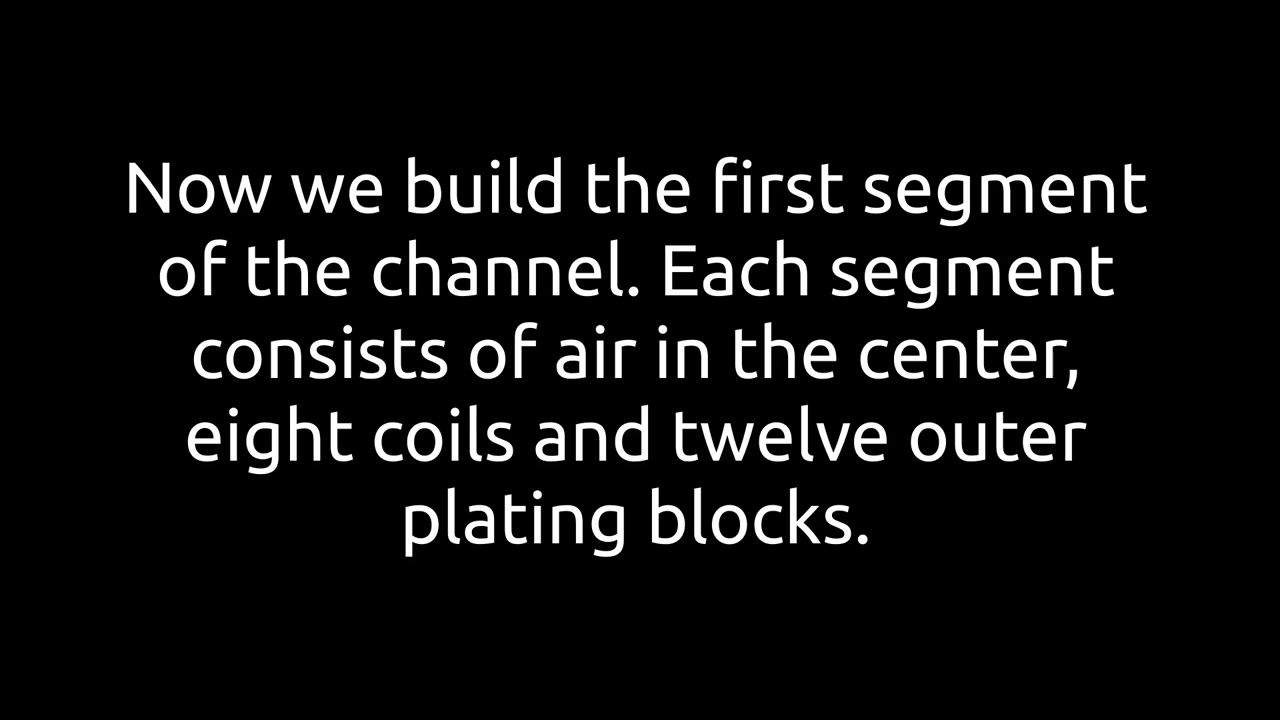 Now we build the first segment
of the channel. Each segment
consists of air in the center,
eight coils and twelve outer
plating blocks.